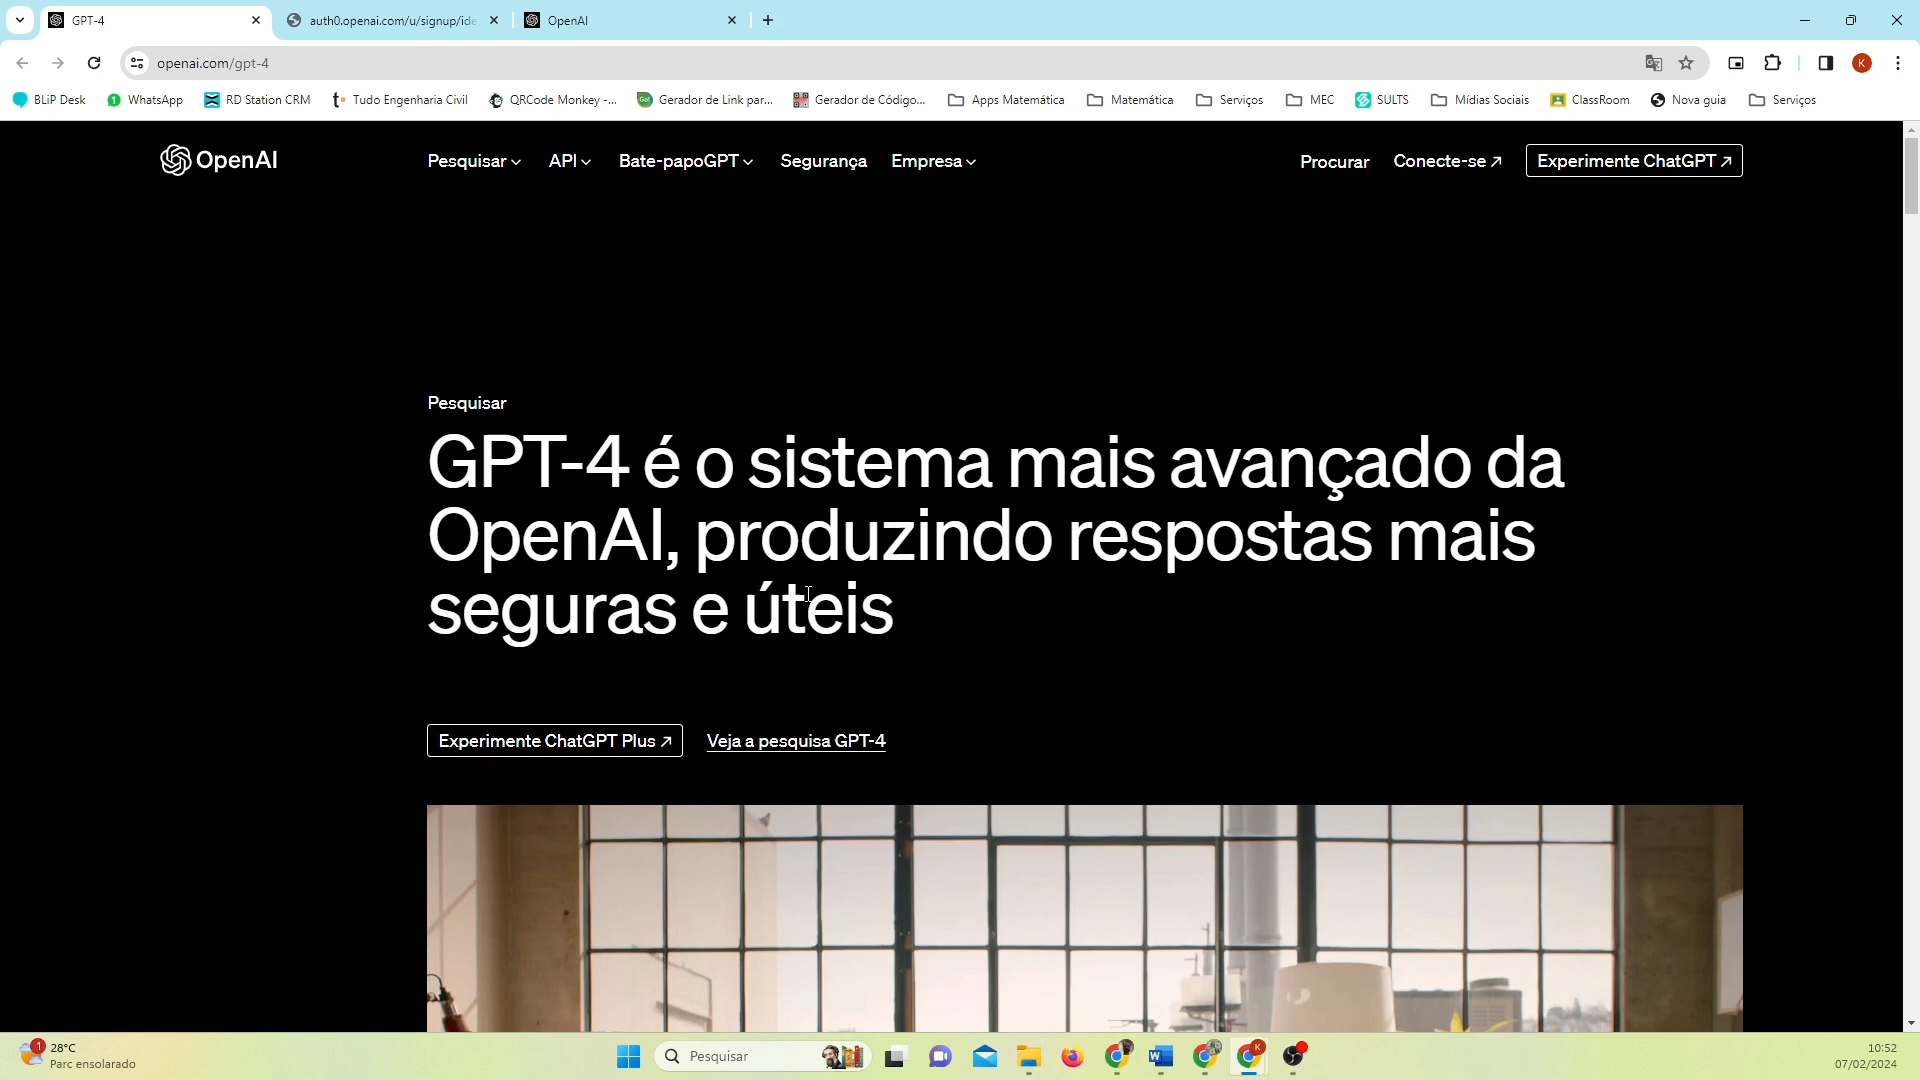 GPT-4
auth0.openai.com/u/signup/ide
OpenAI
openai.com/gpt-4
K
BLiP Desk
WhatsApp
RD Station CRM
Tudo Engenharia Civil
QRCode Monkey -...
Gerador de Link par...
Gerador de Código...
Apps Matemática
Matemática
Serviços
MEC
SULTS
Mídias Sociais
ClassRoom
Nova guia
Serviços
OpenAI
Pesquisar
API
Bate-papoGPT
Segurança
Empresa
Procurar
Conecte-se
Experimente ChatGPT
Pesquisar
GPT-4 é o sistema mais avançado da
OpenAI, produzindo respostas mais
seguras e úteis
Experimente ChatGPT Plus
Veja a pesquisa GPT-4
1
28°C
Parc ensolarado
Pesquisar
K
10:52
07/02/2024